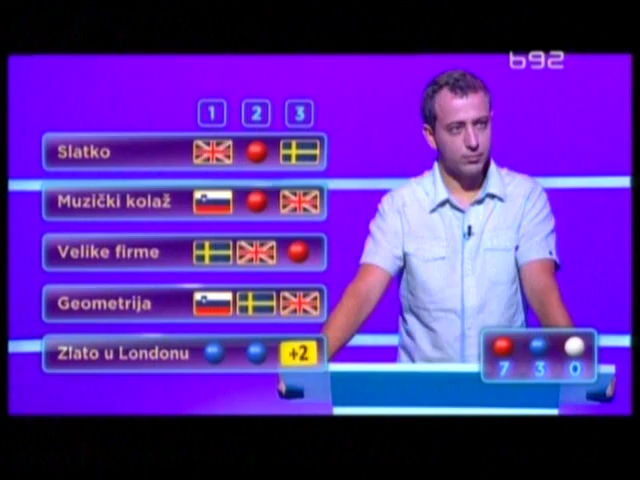 b92
1 2 3
Slatko
Muzički kolaž
Velike firme
Geometrija
Zlato u Londonu +2
7 3 0